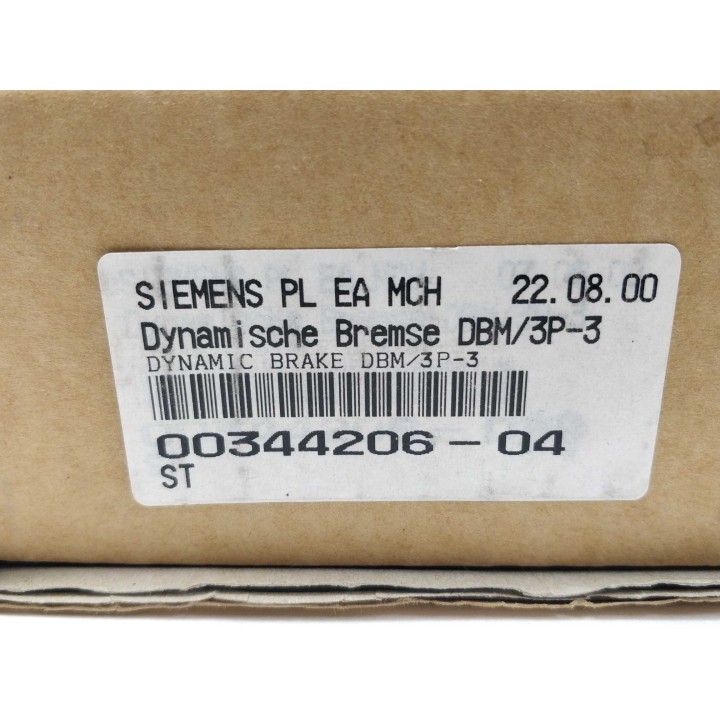 SIEMENS PL EA MCH 22.08.00
Dynamische Bremse DBM/3P-3
DYNAMIC BRAKE DBM/3P-3
00344206-04
ST